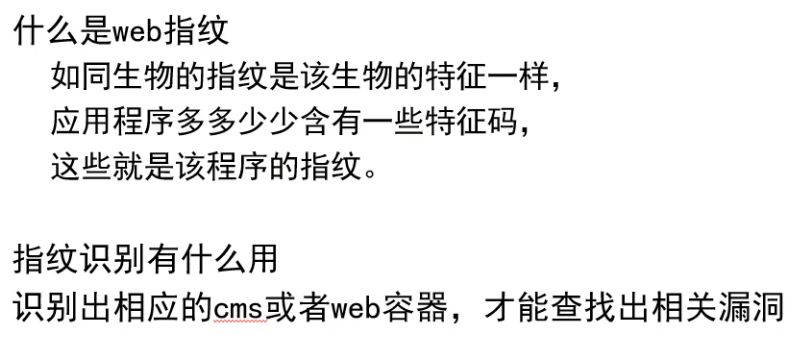 什么是web指纹
如同生物的指纹是该生物的特征一样，
应用程序多多少少含有一些特征码，
这些就是该程序的指纹。
指纹识别有什么用
识别出相应的cms或者web容器，才能查找出相关漏洞